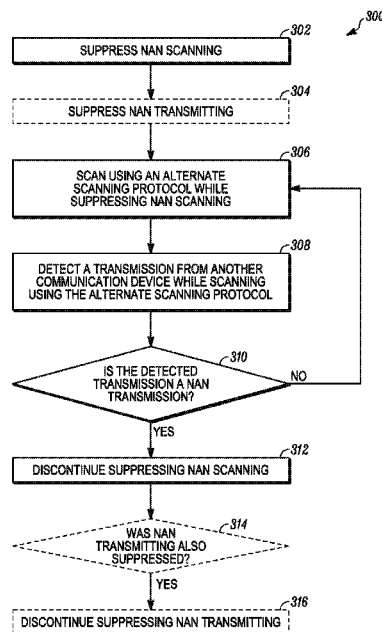 300
302
SUPPRESS NAN SCANNING
304
SUPPRESS NAN TRANSMITTING
306
SCAN USING AN ALTERNATE
SCANNING PROTOCOL WHILE
SUPPRESSING NAN SCANNING
308
DETECT A TRANSMISSION FROM ANOTHER
COMMUNICATION DEVICE WHILE SCANNING
USING THE ALTERNATE SCANNING PROTOCOL
310
IS THE DETECTED
TRANSMISSION A NAN
TRANSMISSION?
NO
YES
312
DISCONTINUE SUPPRESSING NAN SCANNING
314
WAS NAN
TRANSMITTING ALSO
SUPPRESSED?
YES
316
DISCONTINUE SUPPRESSING NAN TRANSMITTING